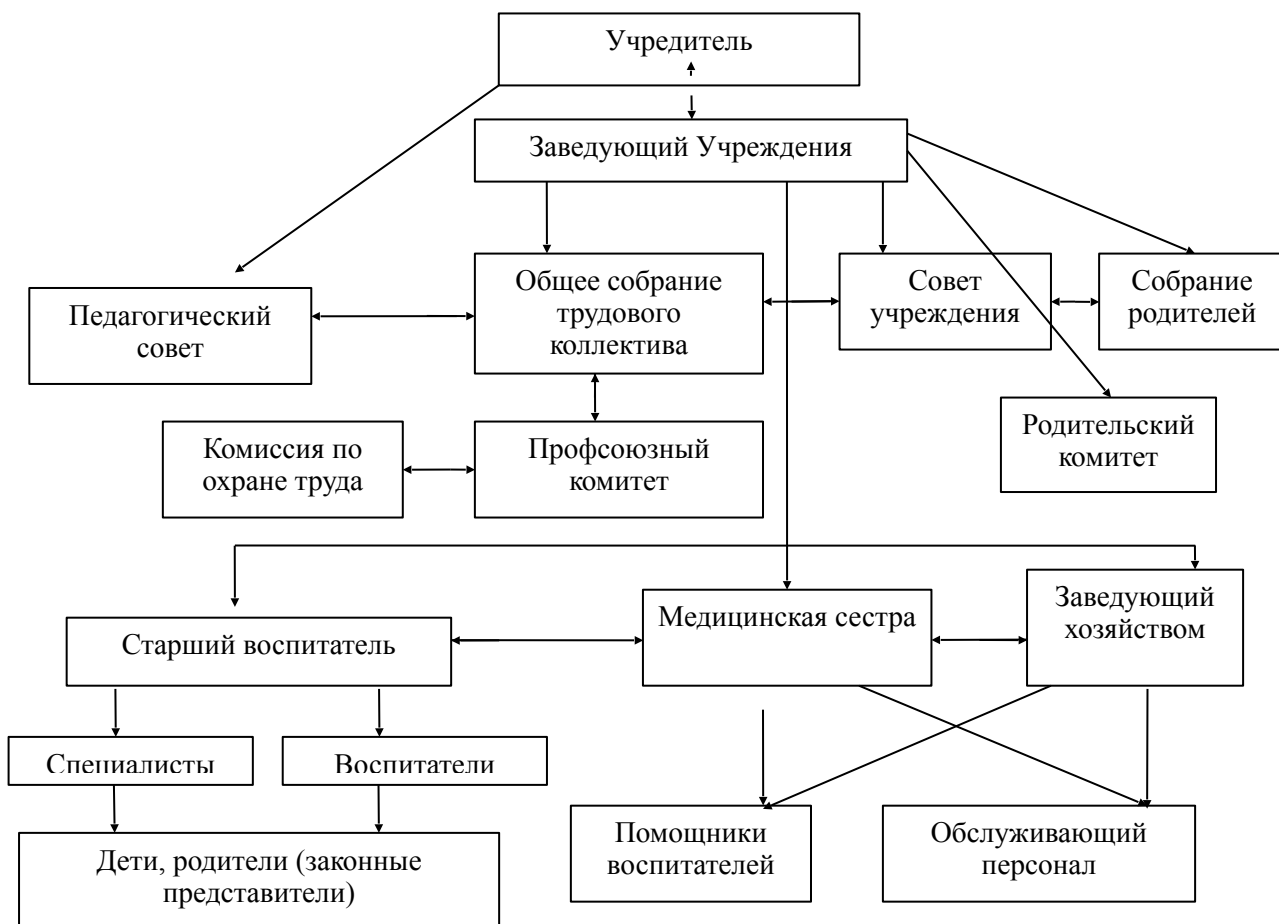 Учредитель
Заведующий Учреждения
Педагогический
совет
Общее собрание
трудового
коллектива
Совет
учреждения
Собрание
родителей
Родительский
комитет
Комиссия по
охране труда
Профсоюзный
комитет
Старший воспитатель
Медицинская сестра
Заведующий
хозяйством
Специалисты
Воспитатели
Дети, родители (законные
представители)
Помощники
воспитателей
Обслуживающий
персонал